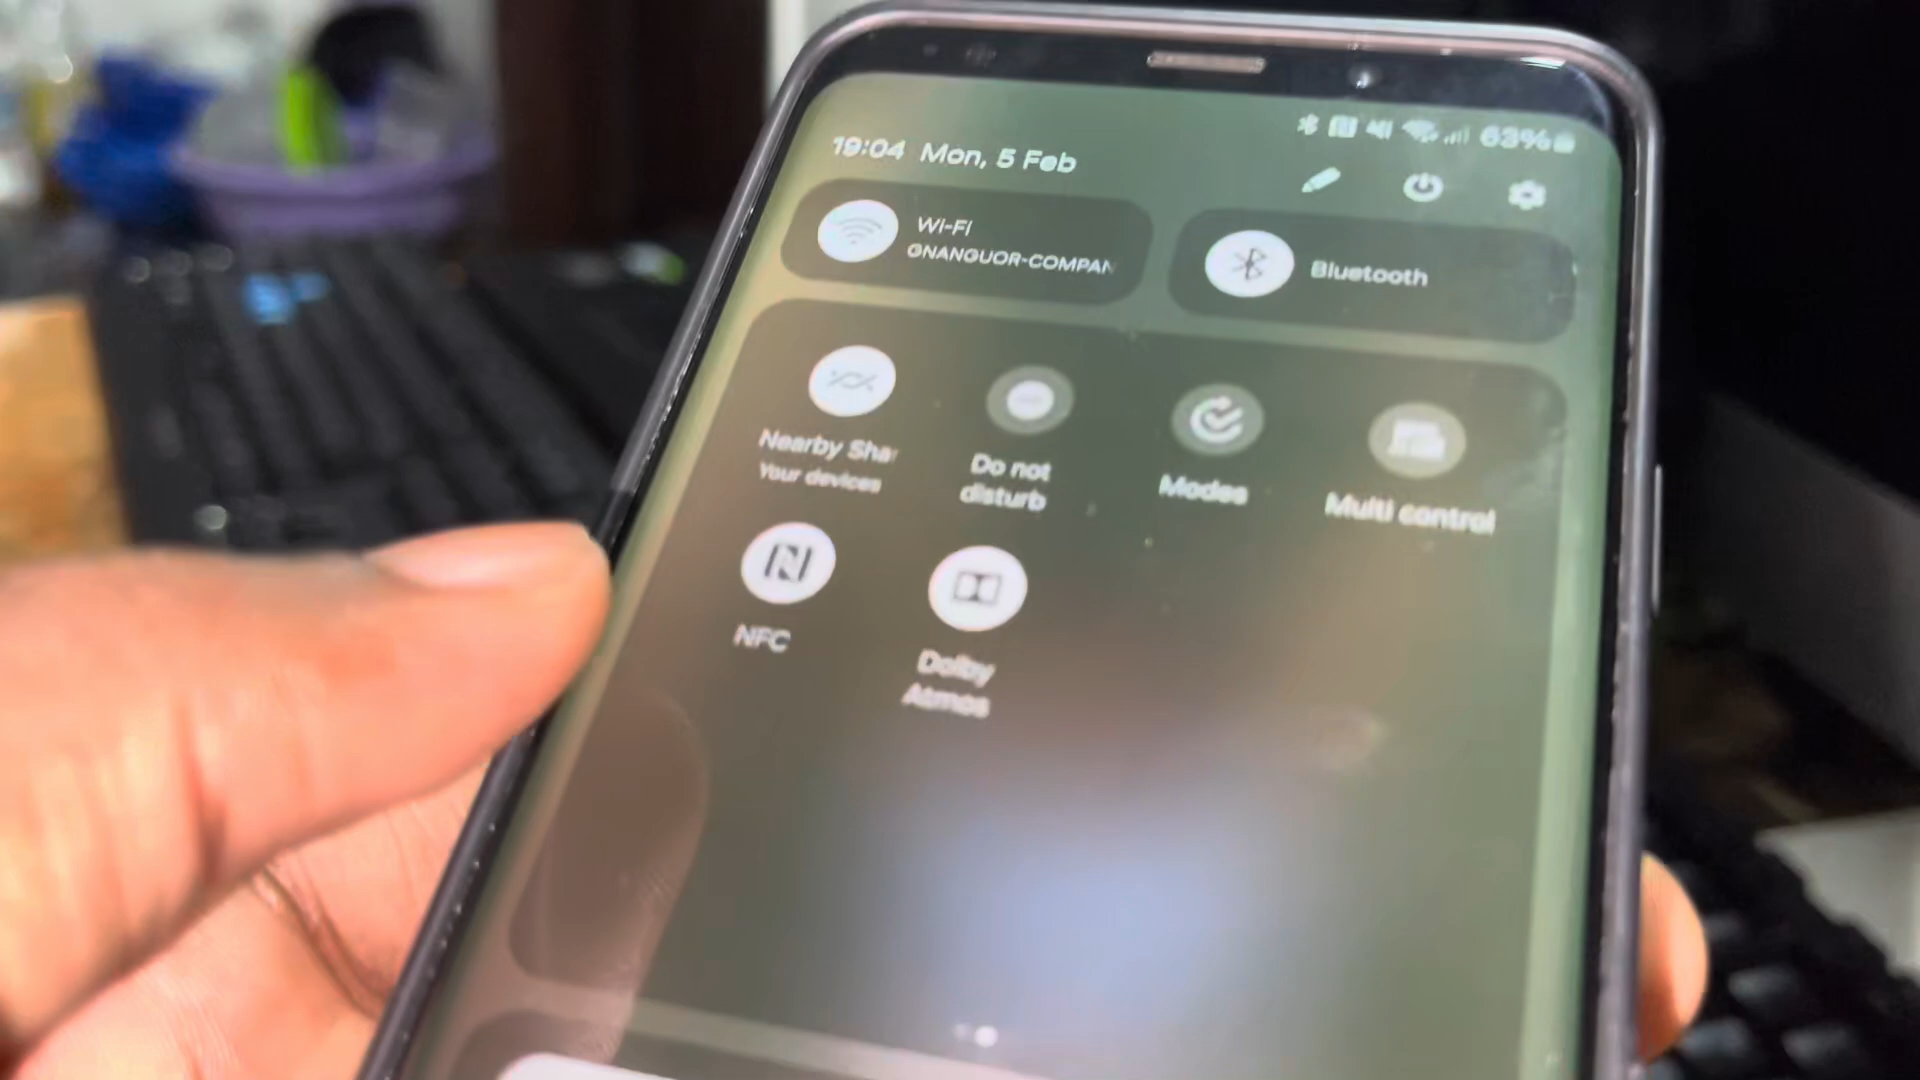 63%
19:04 Mon, 5 Feb
Wi-Fi
GNANGUOR-COMPAN
Bluetooth
Nearby Shar
Your devices
Do not
disturb
Modes
Multi control
NFC
Dolby
Atmos